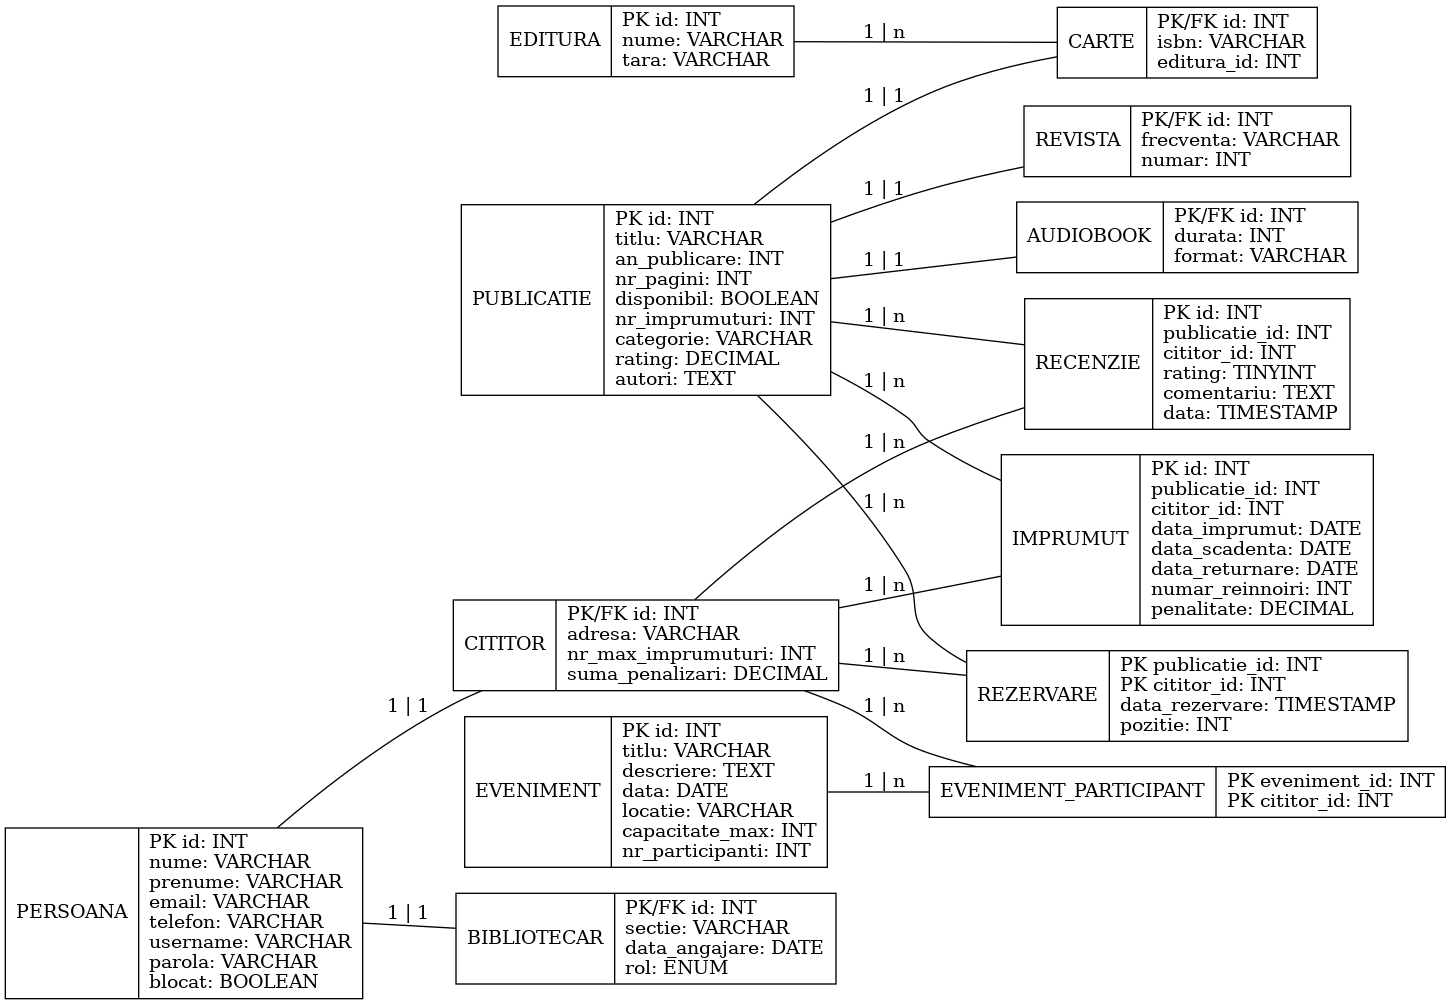 EDITURA
PK id: INT
nume: VARCHAR
tara: VARCHAR
1 | n
CARTE
PK/FK id: INT
isbn: VARCHAR
editura_id: INT
1 | 1
REVISTA
PK/FK id: INT
frecventa: VARCHAR
numar: INT
1 | 1
AUDIOBOOK
PK/FK id: INT
durata: INT
format: VARCHAR
1 | 1
PUBLICATIE
PK id: INT
titlu: VARCHAR
an_publicare: INT
nr_pagini: INT
disponibil: BOOLEAN
nr_imprumuturi: INT
categorie: VARCHAR
rating: DECIMAL
autori: TEXT
1 | n
RECENZIE
PK id: INT
publicatie_id: INT
cititor_id: INT
rating: TINYINT
comentariu: TEXT
data: TIMESTAMP
1 | n
1 | n
1 | n
IMPRUMUT
PK id: INT
publicatie_id: INT
cititor_id: INT
data_imprumut: DATE
data_scadenta: DATE
data_returnare: DATE
numar_reinnoiri: INT
penalitate: DECIMAL
1 | n
CITITOR
PK/FK id: INT
adresa: VARCHAR
nr_max_imprumuturi: INT
suma_penalizari: DECIMAL
1 | n
REZERVARE
PK publicatie_id: INT
PK cititor_id: INT
data_rezervare: TIMESTAMP
pozitie: INT
1 | 1
1 | n
EVENIMENT
PK id: INT
titlu: VARCHAR
descriere: TEXT
data: DATE
locatie: VARCHAR
capacitate_max: INT
nr_participanti: INT
1 | n
EVENIMENT_PARTICIPANT
PK eveniment_id: INT
PK cititor_id: INT
PERSOANA
PK id: INT
nume: VARCHAR
prenume: VARCHAR
email: VARCHAR
telefon: VARCHAR
username: VARCHAR
parola: VARCHAR
blocat: BOOLEAN
1 | 1
BIBLIOTECAR
PK/FK id: INT
sectie: VARCHAR
data_angajare: DATE
rol: ENUM